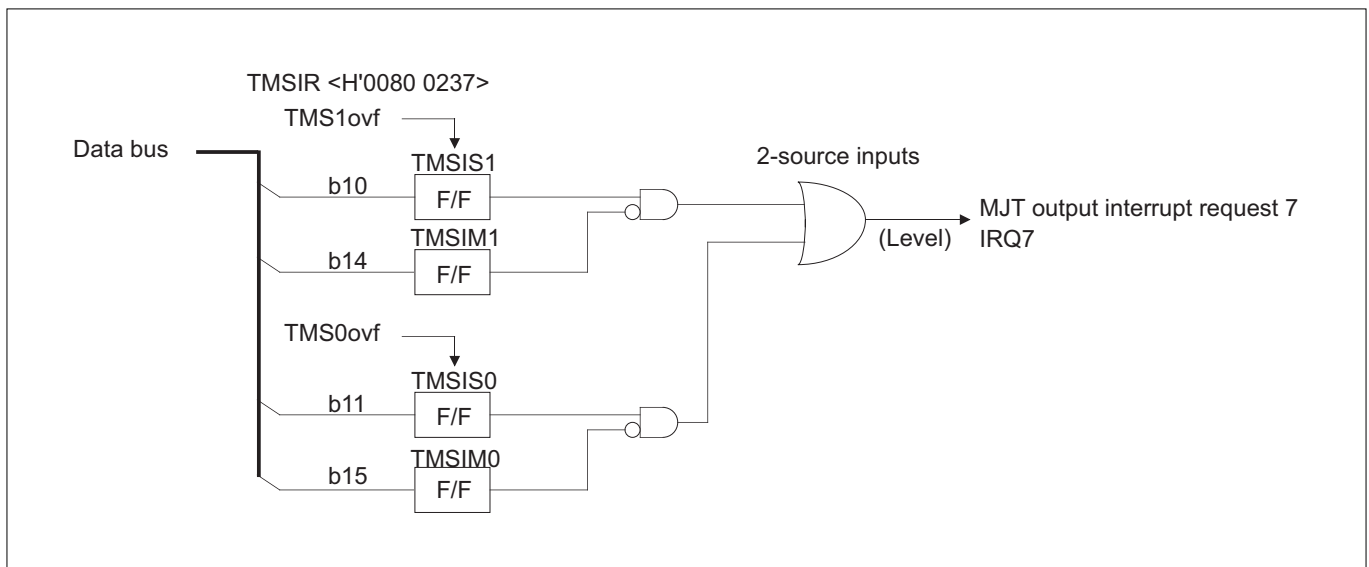 TMSIR <H'0080 0237>
TMS1ovf
Data bus
TMSIS1
2-source inputs
b10
F/F
MJT output interrupt request 7
TMSIM1
(Level)
IRQ7
b14
F/F
TMS0ovf
TMSIS0
b11
F/F
TMSIM0
b15
F/F